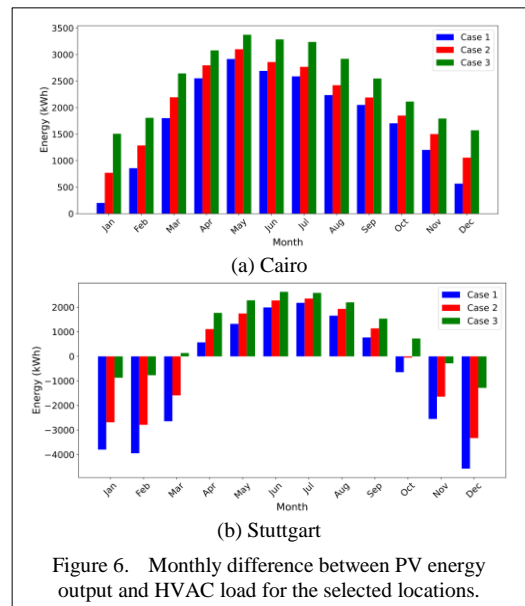 3500
3000
2500
2000
1500
1000
500
0
Energy (kWh)
Case 1
Case 2
Case 3
Jan Feb Mar Apr May Jun Jul Aug Sep Oct Nov Dec
Month
(a) Cairo
2000
1000
0
−1000
−2000
−3000
−4000
Energy (kWh)
Case 1
Case 2
Case 3
Jan Feb Mar Apr May Jun Jul Aug Sep Oct Nov Dec
Month
(b) Stuttgart
Figure 6. Monthly difference between PV energy
output and HVAC load for the selected locations.